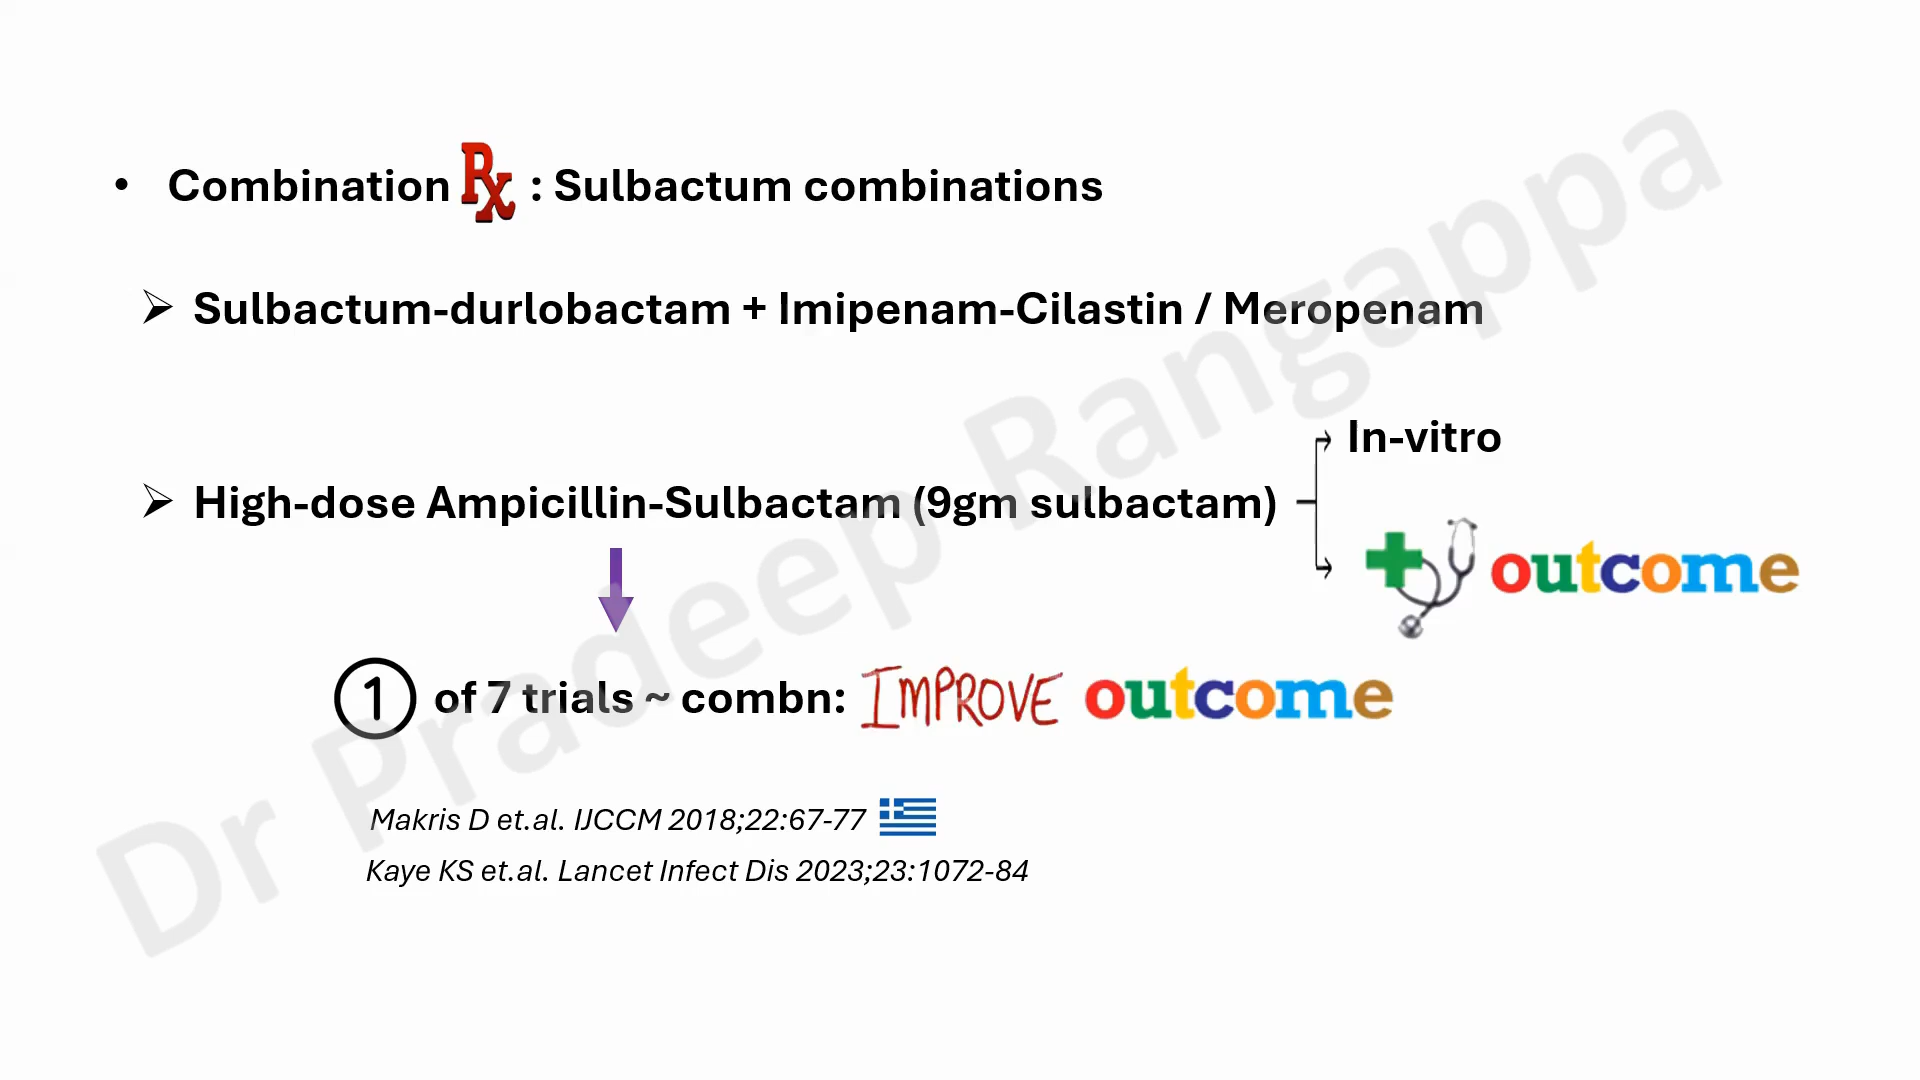 • Combination Rx : Sulbactum combinations
➢ Sulbactum-durlobactam + Imipenam-Cilastin / Meropenam
In-vitro
➢ High-dose Ampicillin-Sulbactam (9gm sulbactam)
outcome
1 of 7 trials ~ combn: IMPROVE outcome
Makris D et.al. IJCCM 2018;22:67-77
Kaye KS et.al. Lancet Infect Dis 2023;23:1072-84
Dr Pradeep Rangappa